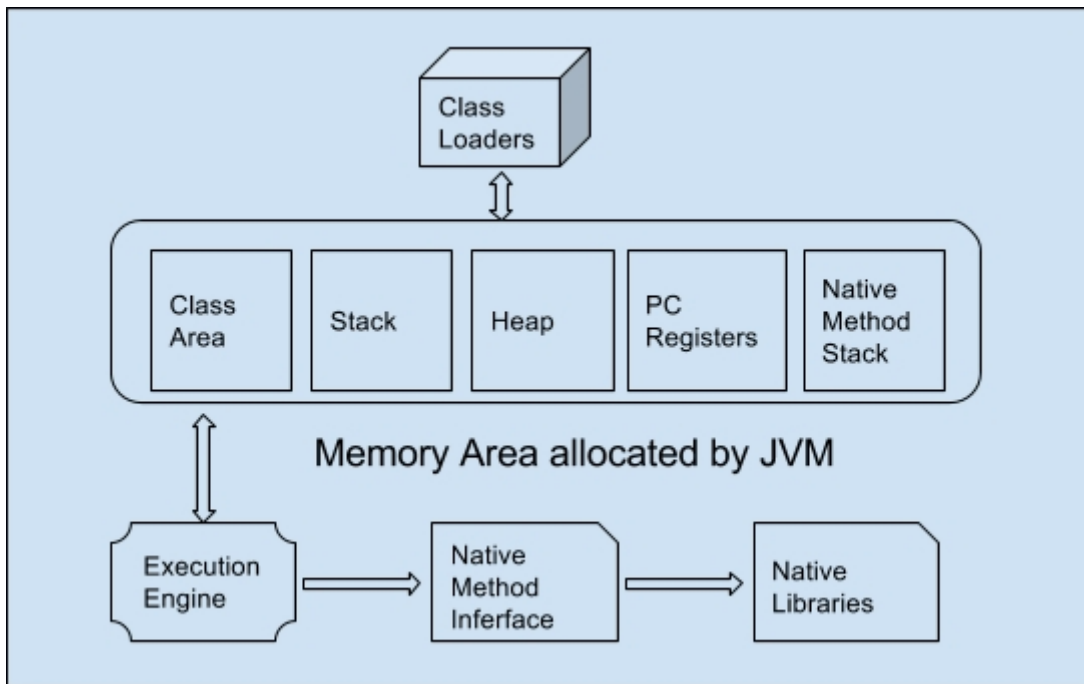 Class
Loaders
Class
Area
Stack
Heap
PC
Registers
Native
Method
Stack
Memory Area allocated by JVM
Execution
Engine
Native
Method
Inferface
Native
Libraries